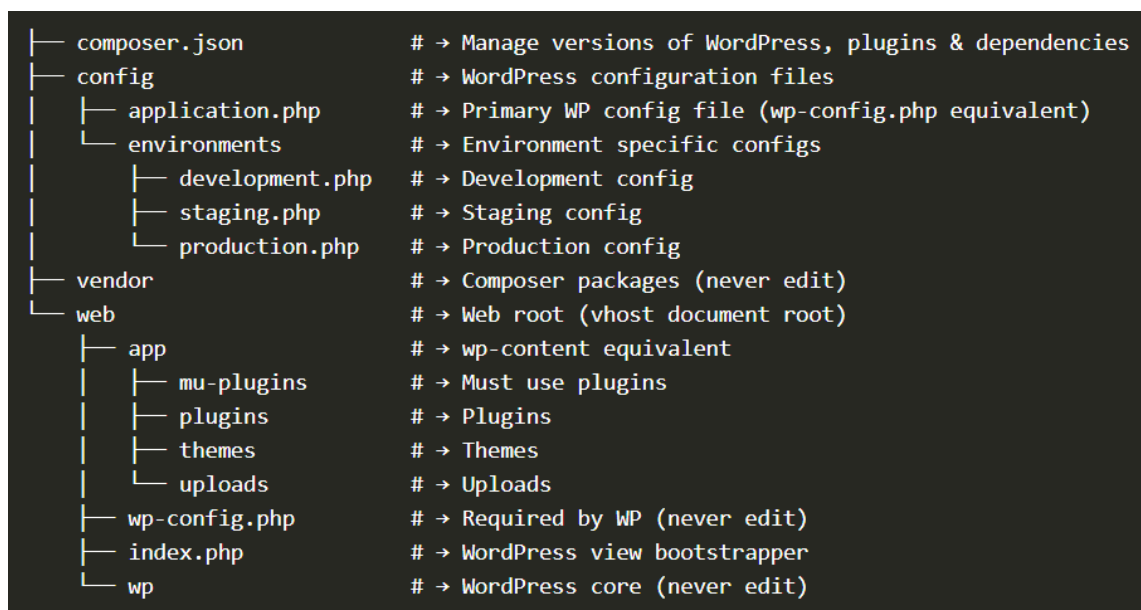 ├── composer.json # → Manage versions of WordPress, plugins & dependencies
├── config # → WordPress configuration files
│   ├── application.php # → Primary WP config file (wp-config.php equivalent)
│   └── environments # → Environment specific configs
│       ├── development.php # → Development config
│       ├── staging.php # → Staging config
│       └── production.php # → Production config
├── vendor # → Composer packages (never edit)
└── web # → Web root (vhost document root)
    ├── app # → wp-content equivalent
    │   ├── mu-plugins # → Must use plugins
    │   ├── plugins # → Plugins
    │   ├── themes # → Themes
    │   └── uploads # → Uploads
    ├── wp-config.php # → Required by WP (never edit)
    ├── index.php # → WordPress view bootstrapper
    └── wp # → WordPress core (never edit)